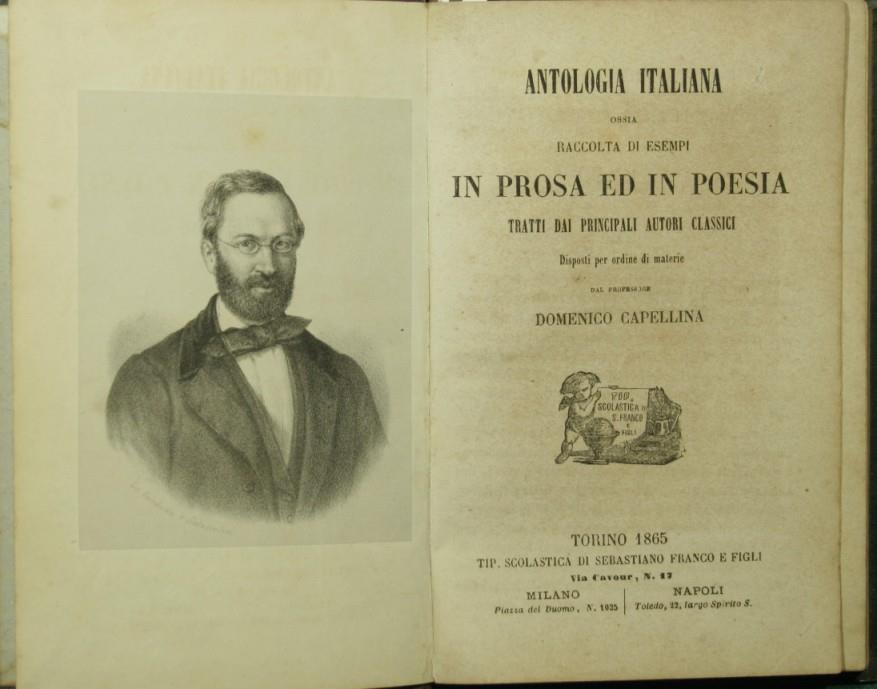 ANTOLOGIA ITALIANA
OSSIA
RACCOLTA DI ESEMPI
IN PROSA ED IN POESIA
TRATTI DAI PRINCIPALI AUTORI CLASSICI
Disposti per ordine di materie
DAL PROFESSORE
DOMENICO CAPELLINA
TIP.
SCOLASTICA DI
S. FRANCO
E
FIGLI
TORINO 1865
TIP. SCOLASTICA DI SEBASTIANO FRANCO E FIGLI
Via Cavour, N. 17
MILANO
Piazza del Duomo, N. 1025
NAPOLI
Toledo, 22, largo Spirito S.